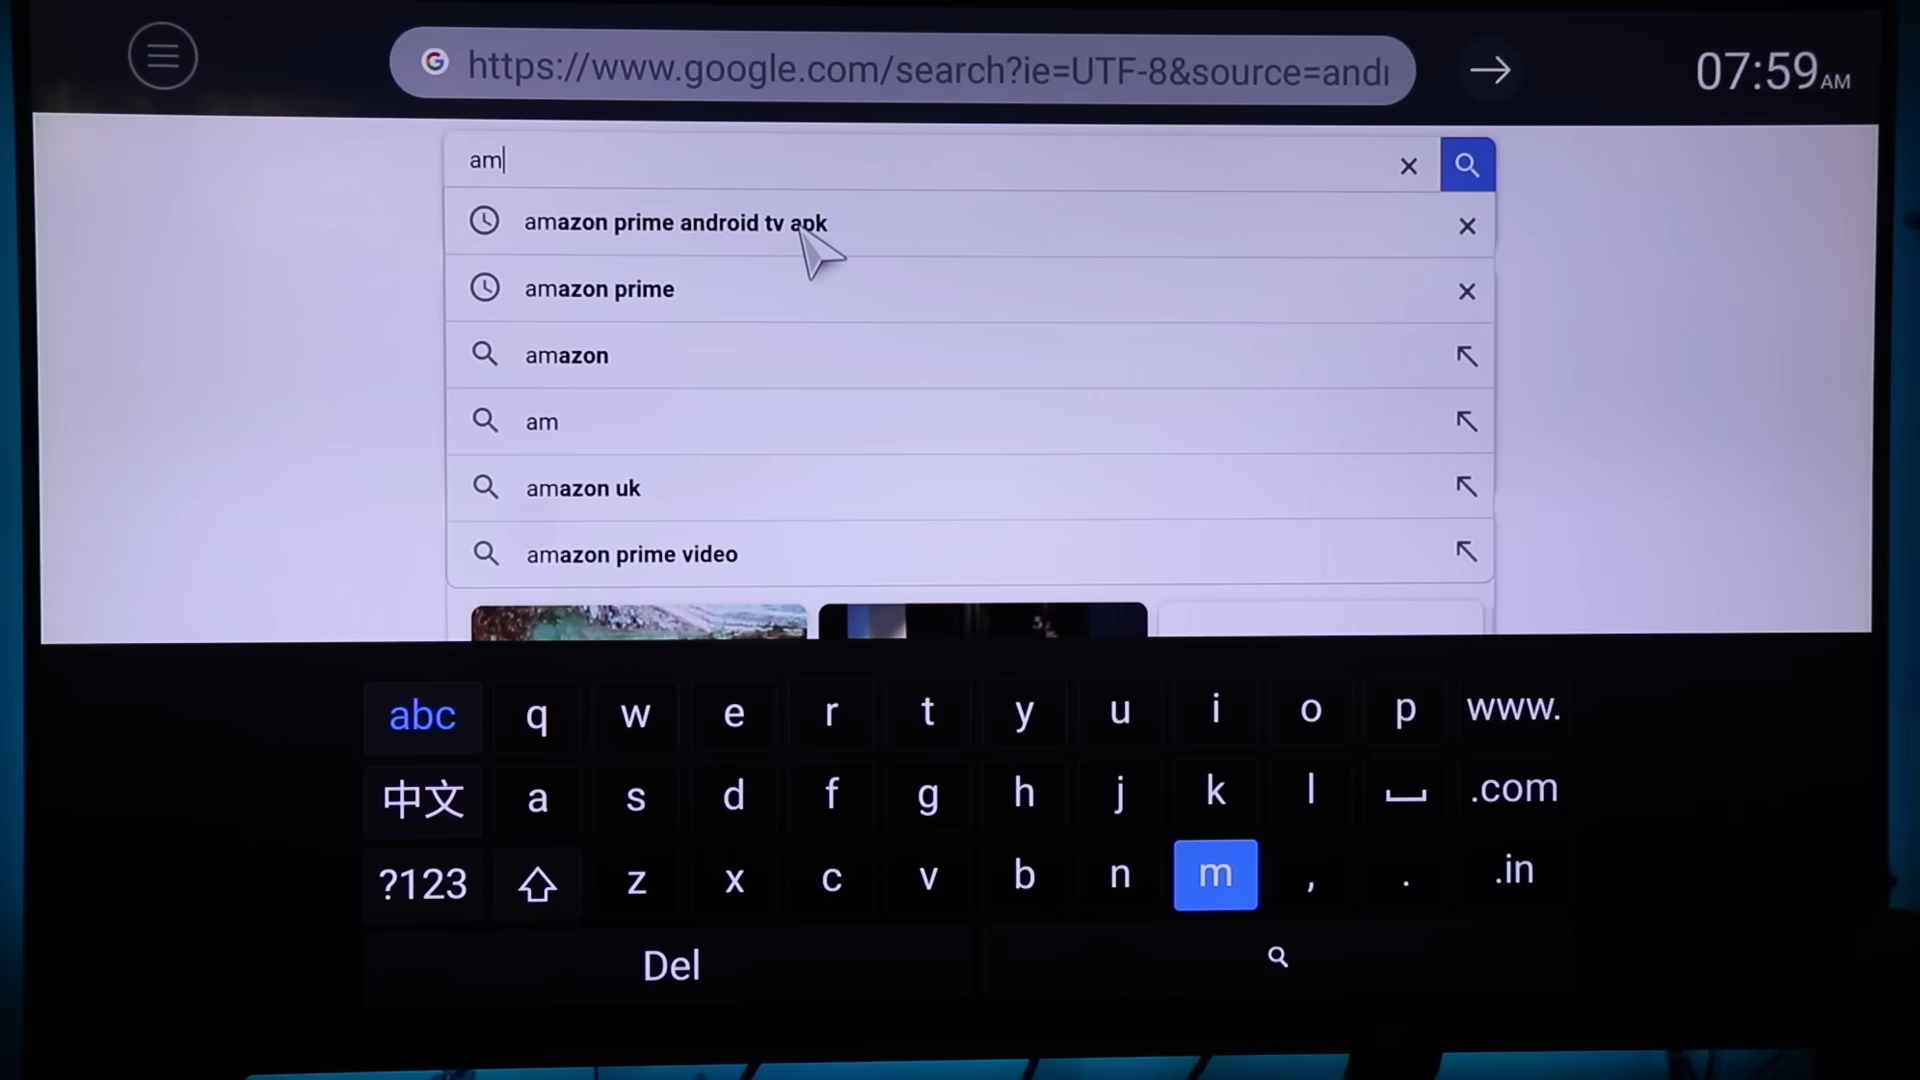 https://www.google.com/search?ie=UTF-8&source=andr
07:59AM
am
amazon prime android tv apk
amazon prime
amazon
am
amazon uk
amazon prime video
abc q w e r t y u i o p www.
中文 a s d f g h j k l .com
?123 z x c v b n m , . .in
Del